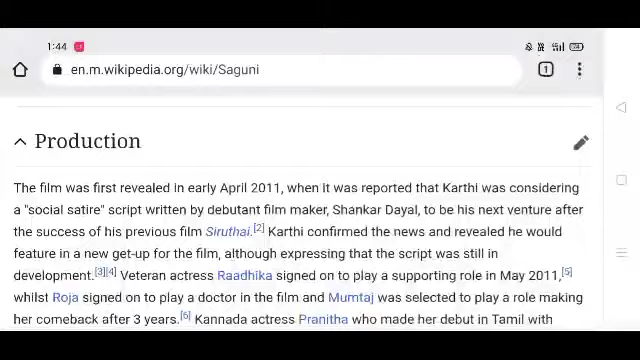 1:44
en.m.wikipedia.org/wiki/Saguni
1
Production
The film was first revealed in early April 2011, when it was reported that Karthi was considering
a "social satire" script written by debutant film maker, Shankar Dayal, to be his next venture after
the success of his previous film Siruthai.[2] Karthi confirmed the news and revealed he would
feature in a new get-up for the film, although expressing that the script was still in
development.[3][4] Veteran actress Raadhika signed on to play a supporting role in May 2011,[5]
whilst Roja signed on to play a doctor in the film and Mumtaj was selected to play a role making
her comeback after 3 years.[6] Kannada actress Pranitha who made her debut in Tamil with